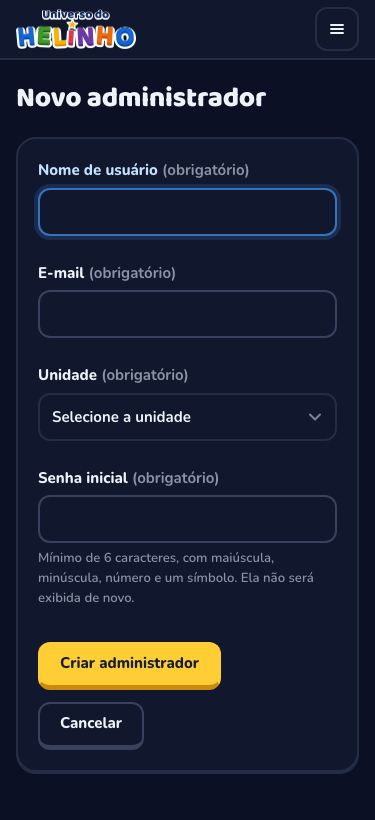 Universo do
HELINHO
Novo administrador
Nome de usuário (obrigatório)
E-mail (obrigatório)
Unidade (obrigatório)
Selecione a unidade
Senha inicial (obrigatório)
Mínimo de 6 caracteres, com maiúscula,
minúscula, número e um símbolo. Ela não será
exibida de novo.
Criar administrador
Cancelar